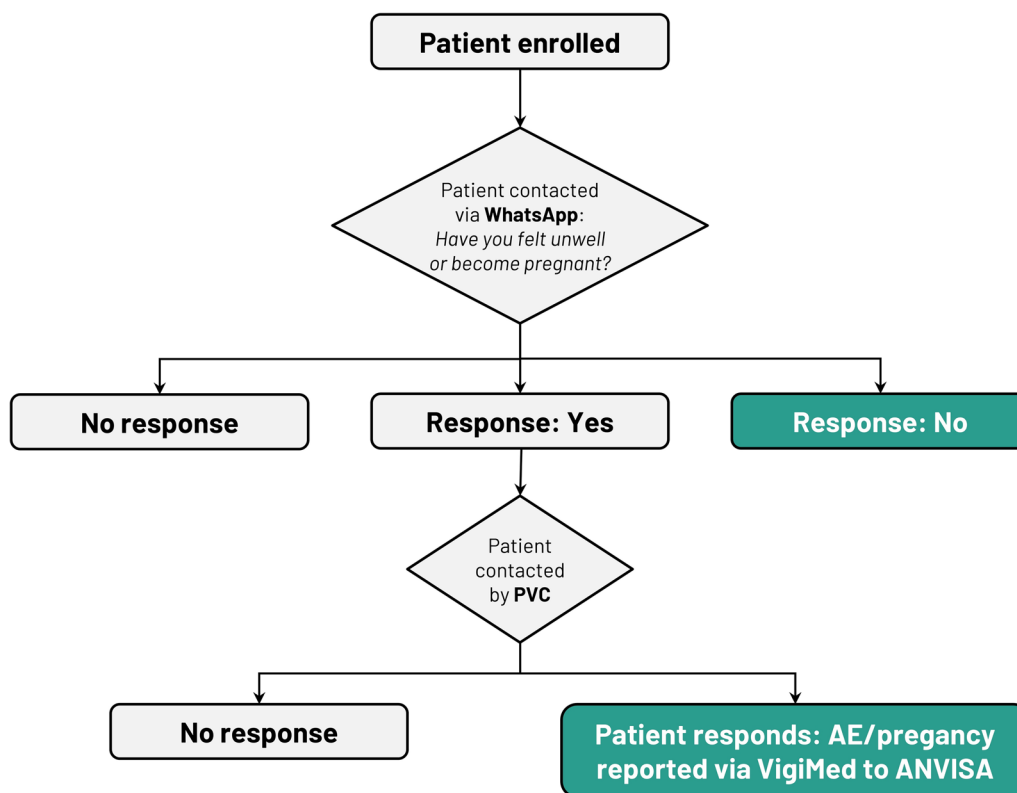 Patient enrolled
Patient contacted
via WhatsApp:
Have you felt unwell
or become pregnant?
No response
Response: Yes
Response: No
Patient
contacted
by PVC
No response
Patient responds: AE/pregancy
reported via VigiMed to ANVISA